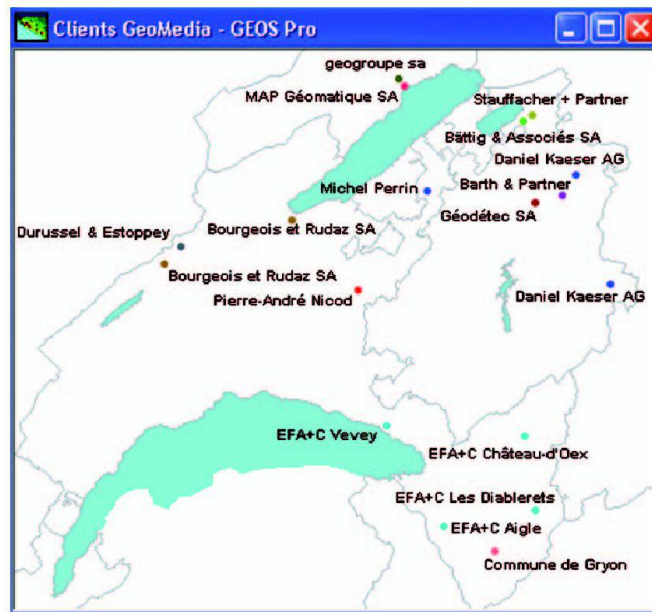 Clients GeoMedia - GEOS Pro
geogroupe sa
MAP Géomatique SA
Stauffacher + Partner
Bättig & Associés SA
Daniel Kaeser AG
Michel Perrin
Barth & Partner
Géodétec SA
Durussel & Estoppey
Bourgeois et Rudaz SA
Bourgeois et Rudaz SA
Pierre-André Nicod
Daniel Kaeser AG
EFA+C Vevey
EFA+C Château-d'Oex
EFA+C Les Diablerets
EFA+C Aigle
Commune de Gryon